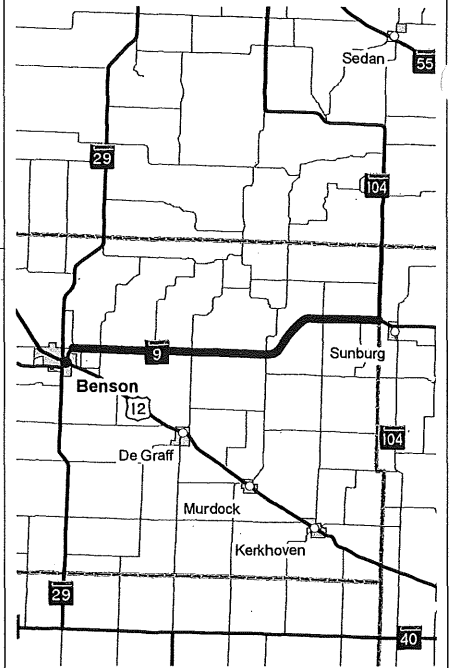 Sedan
55
29
104
9
Sunburg
Benson
12
De Graff
104
Murdock
Kerkhoven
29
40